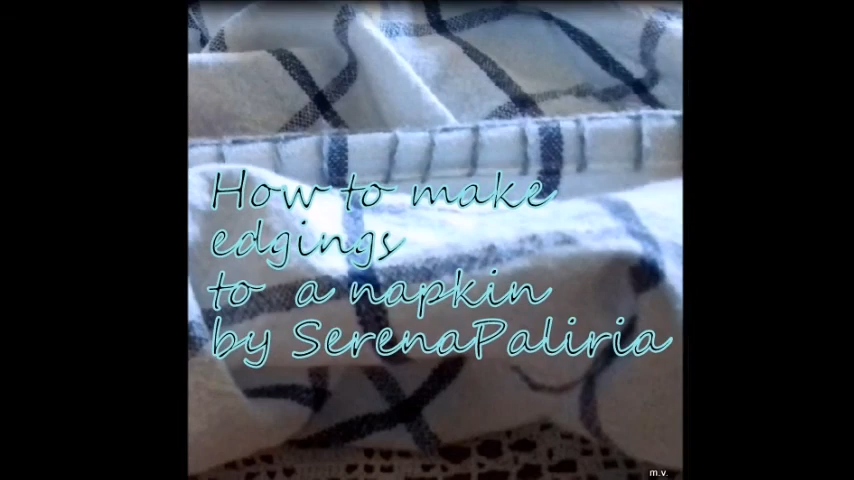 How to make
edgings
to a napkin
by SerenaPaliria
m.v.